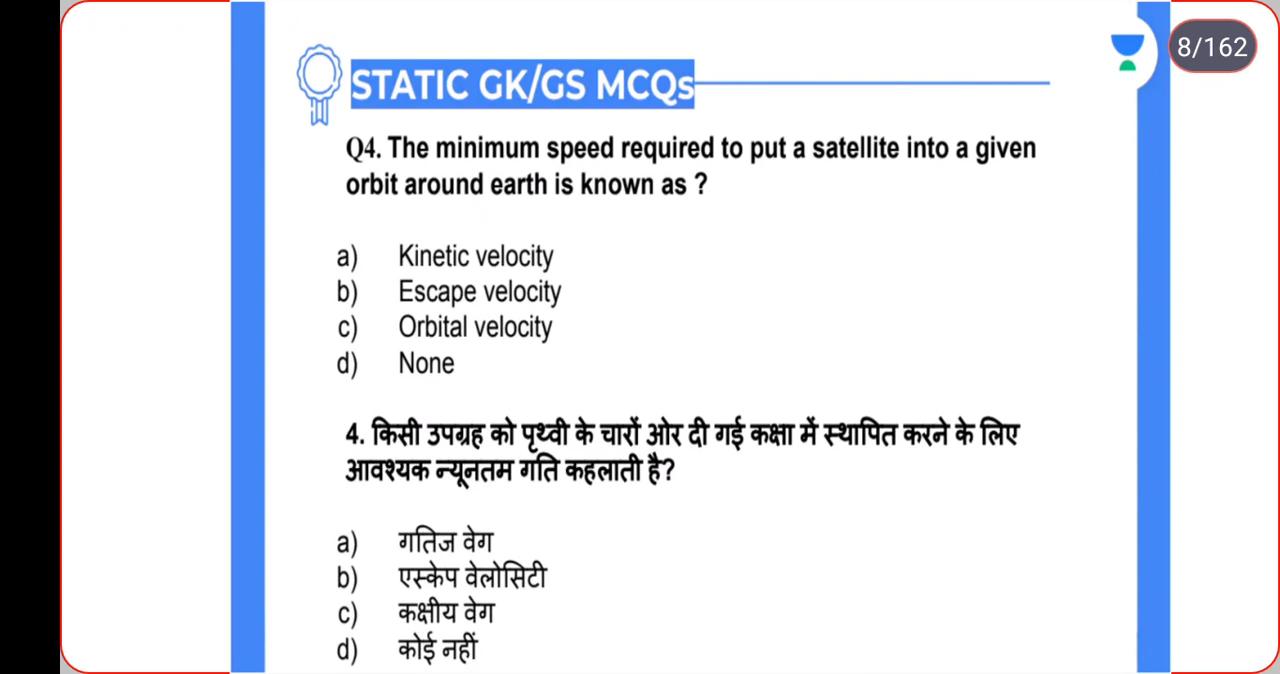 8/162
STATIC GK/GS MCQs
Q4. The minimum speed required to put a satellite into a given
orbit around earth is known as ?
a) Kinetic velocity
b) Escape velocity
c) Orbital velocity
d) None
4. किसी उपग्रह को पृथ्वी के चारों ओर दी गई कक्षा में स्थापित करने के लिए
आवश्यक न्यूनतम गति कहलाती है?
a) गतिज वेग
b) एस्केप वेलोसिटी
c) कक्षीय वेग
d) कोई नहीं